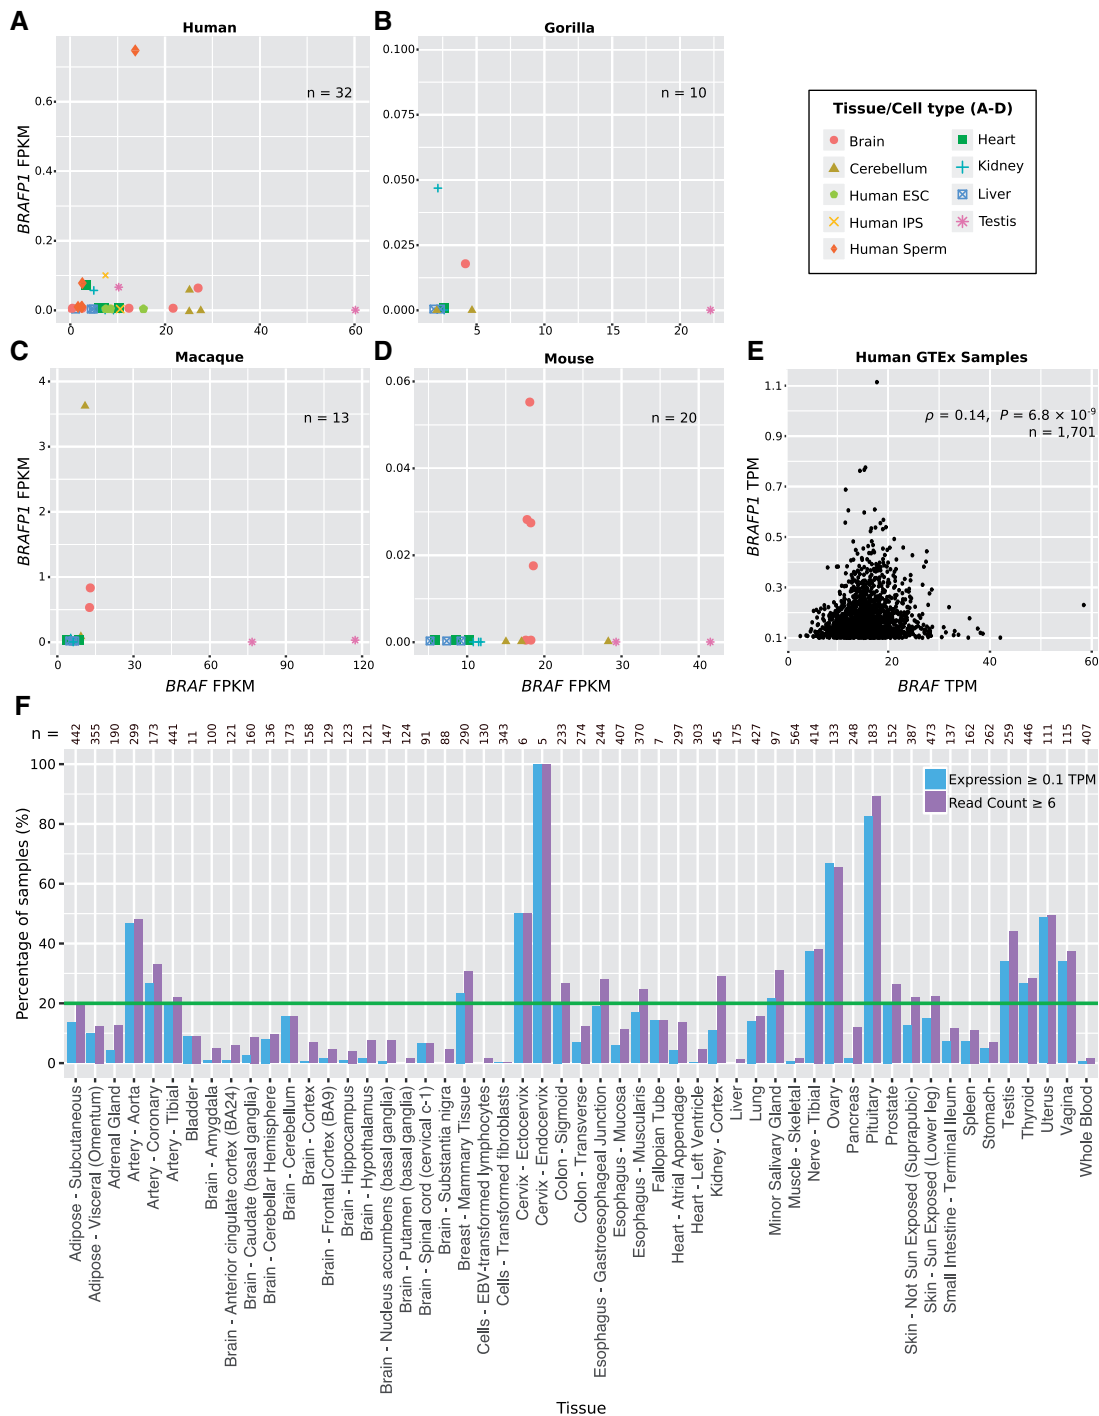 A
Human
n = 32
BRAFP1 FPKM
0.6
0.4
0.2
0.0
0
20
40
60
B
Gorilla
n = 10
0.100
0.075
0.050
0.025
0.000
5
10
15
20
Tissue/Cell type (A-D)
Brain
Cerebellum
Human ESC
Human IPS
Human Sperm
Heart
Kidney
Liver
Testis
C
Macaque
n = 13
BRAFP1 FPKM
4
3
2
1
0
0
30
60
90
120
BRAF FPKM
D
Mouse
n = 20
0.06
0.04
0.02
0.00
10
20
30
40
BRAF FPKM
E
Human GTEx Samples
ρ = 0.14, P = 6.8 × 10-9
n = 1,701
BRAFP1 TPM
1.1
0.9
0.7
0.5
0.3
0.1
0
20
40
60
BRAF TPM
F
n =
442
355
190
299
173
441
11
100
121
160
136
173
158
129
123
121
147
124
91
88
290
130
343
6
5
233
274
244
407
370
7
297
303
45
175
427
97
564
414
133
248
183
152
387
473
137
162
262
259
446
111
115
407
Percentage of samples (%)
100
80
60
40
20
0
Expression ≥ 0.1 TPM
Read Count ≥ 6
Adipose - Subcutaneous
Adipose - Visceral (Omentum)
Adrenal Gland
Artery - Aorta
Artery - Coronary
Artery - Tibial
Bladder
Brain - Amygdala
Brain - Anterior cingulate cortex (BA24)
Brain - Caudate (basal ganglia)
Brain - Cerebellar Hemisphere
Brain - Cerebellum
Brain - Cortex
Brain - Frontal Cortex (BA9)
Brain - Hippocampus
Brain - Hypothalamus
Brain - Nucleus accumbens (basal ganglia)
Brain - Putamen (basal ganglia)
Brain - Spinal cord (cervical c-1)
Brain - Substantia nigra
Breast - Mammary Tissue
Cells - EBV-transformed lymphocytes
Cells - Transformed fibroblasts
Cervix - Ectocervix
Cervix - Endocervix
Colon - Sigmoid
Colon - Transverse
Esophagus - Gastroesophageal Junction
Esophagus - Mucosa
Esophagus - Muscularis
Fallopian Tube
Heart - Atrial Appendage
Heart - Left Ventricle
Kidney - Cortex
Liver
Lung
Minor Salivary Gland
Muscle - Skeletal
Nerve - Tibial
Ovary
Pancreas
Pituitary
Prostate
Skin - Not Sun Exposed (Suprapubic)
Skin - Sun Exposed (Lower leg)
Small Intestine - Terminal Ileum
Spleen
Stomach
Testis
Thyroid
Uterus
Vagina
Whole Blood
Tissue